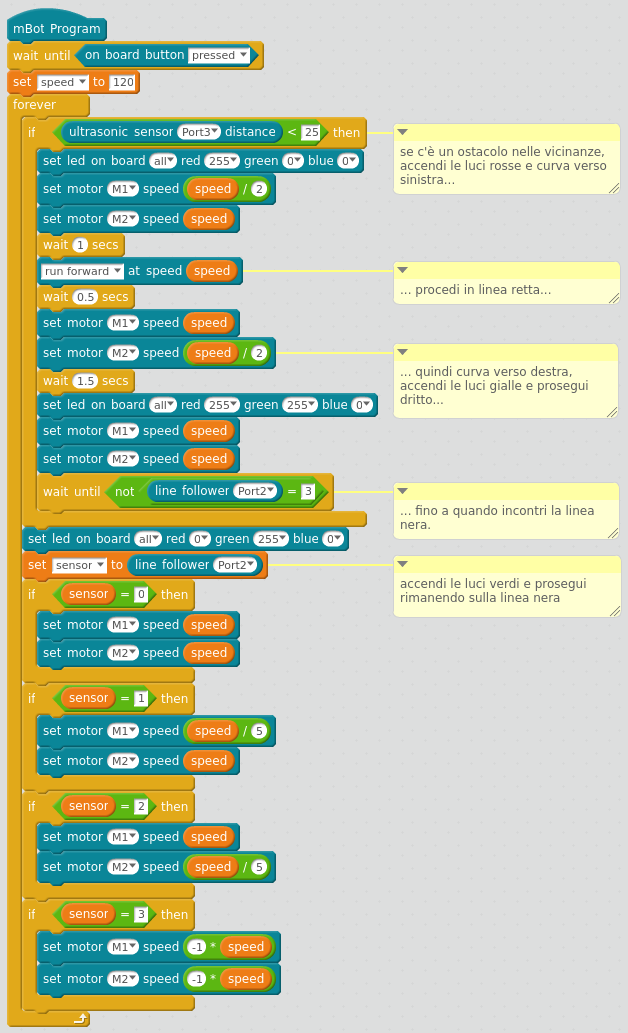 mBot Program
wait until on board button pressed
set speed to 120
forever
if ultrasonic sensor Port3 distance < 25 then
set led on board all red 255 green 0 blue 0
set motor M1 speed speed / 2
set motor M2 speed speed
wait 1 secs
run forward at speed speed
wait 0.5 secs
set motor M1 speed speed
set motor M2 speed speed / 2
wait 1.5 secs
set led on board all red 255 green 255 blue 0
set motor M1 speed speed
set motor M2 speed speed
wait until not line follower Port2 = 3
set led on board all red 0 green 255 blue 0
set sensor to line follower Port2
if sensor = 0 then
set motor M1 speed speed
set motor M2 speed speed
if sensor = 1 then
set motor M1 speed speed / 5
set motor M2 speed speed
if sensor = 2 then
set motor M1 speed speed
set motor M2 speed speed / 5
if sensor = 3 then
set motor M1 speed -1 * speed
set motor M2 speed -1 * speed
se c'è un ostacolo nelle vicinanze,
accendi le luci rosse e curva verso
sinistra...
... procedi in linea retta...
... quindi curva verso destra,
accendi le luci gialle e prosegui
dritto...
... fino a quando incontri la linea
nera.
accendi le luci verdi e prosegui
rimanendo sulla linea nera